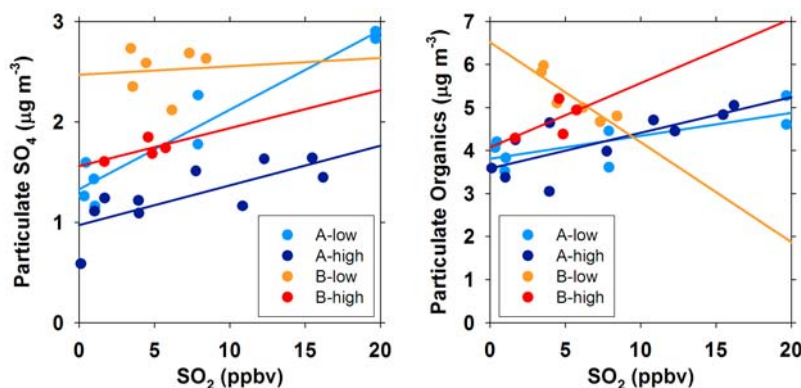 Particulate SO4 (μg m⁻³)
3
2
1
0
0
5
10
15
20
SO2 (ppbv)
A-low
A-high
B-low
B-high
Particulate Organics (μg m⁻³)
7
6
5
4
3
2
1
0
0
5
10
15
20
SO2 (ppbv)
A-low
A-high
B-low
B-high